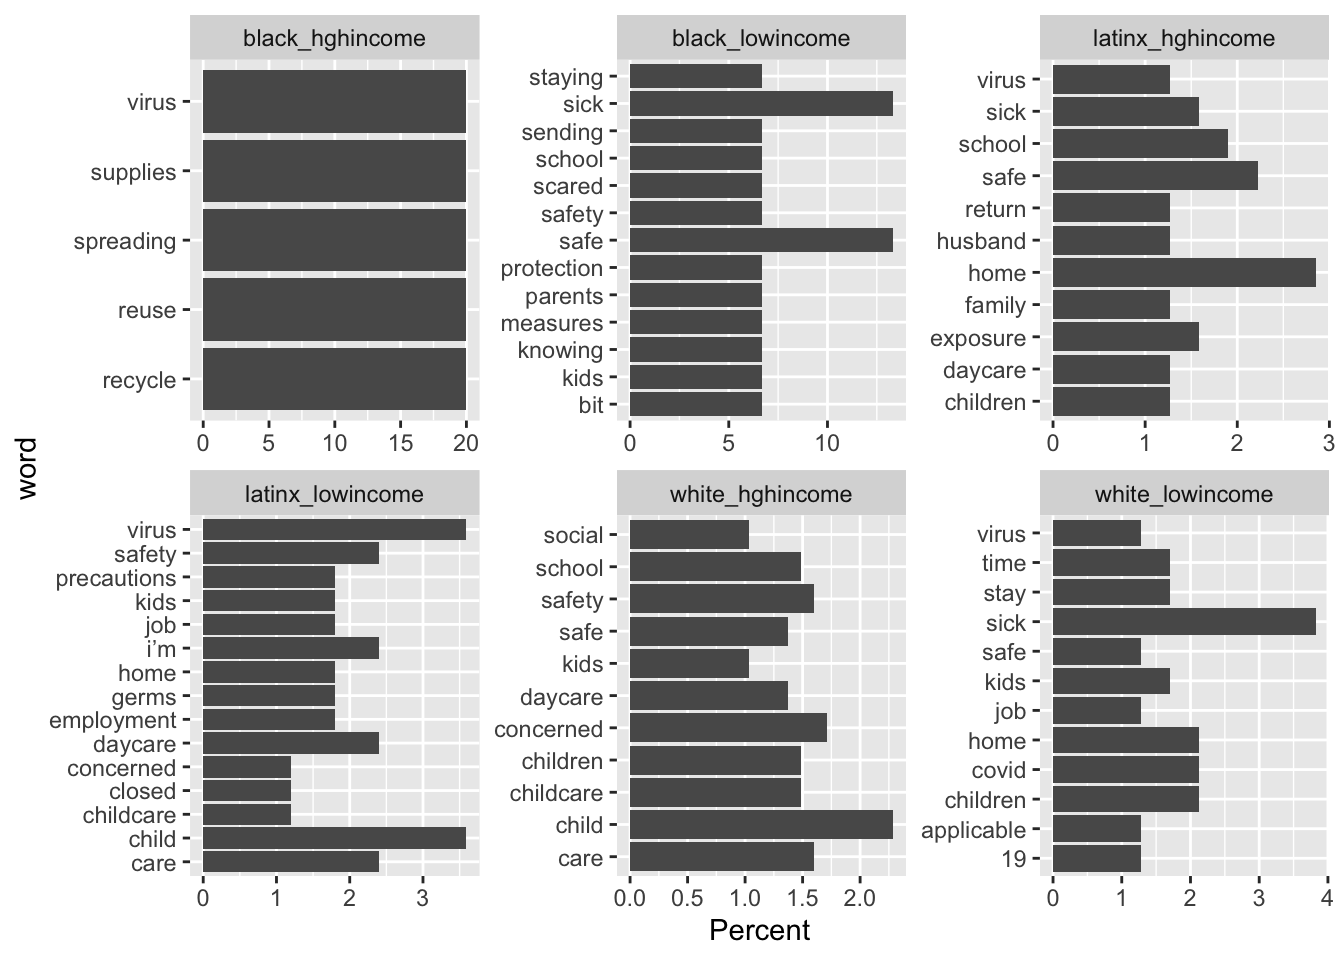 black_hghincome
virus
supplies
spreading
reuse
recycle
0 5 10 15 20
black_lowincome
staying
sick
sending
school
scared
safety
safe
protection
parents
measures
knowing
kids
bit
0 5 10
latinx_hghincome
virus
sick
school
safe
return
husband
home
family
exposure
daycare
children
0 1 2 3
word
latinx_lowincome
virus
safety
precautions
kids
job
i’m
home
germs
employment
daycare
concerned
closed
childcare
child
care
0 1 2 3
white_hghincome
social
school
safety
safe
kids
daycare
concerned
children
childcare
child
care
0.0 0.5 1.0 1.5 2.0
white_lowincome
virus
time
stay
sick
safe
kids
job
home
covid
children
applicable
19
0 1 2 3 4
Percent